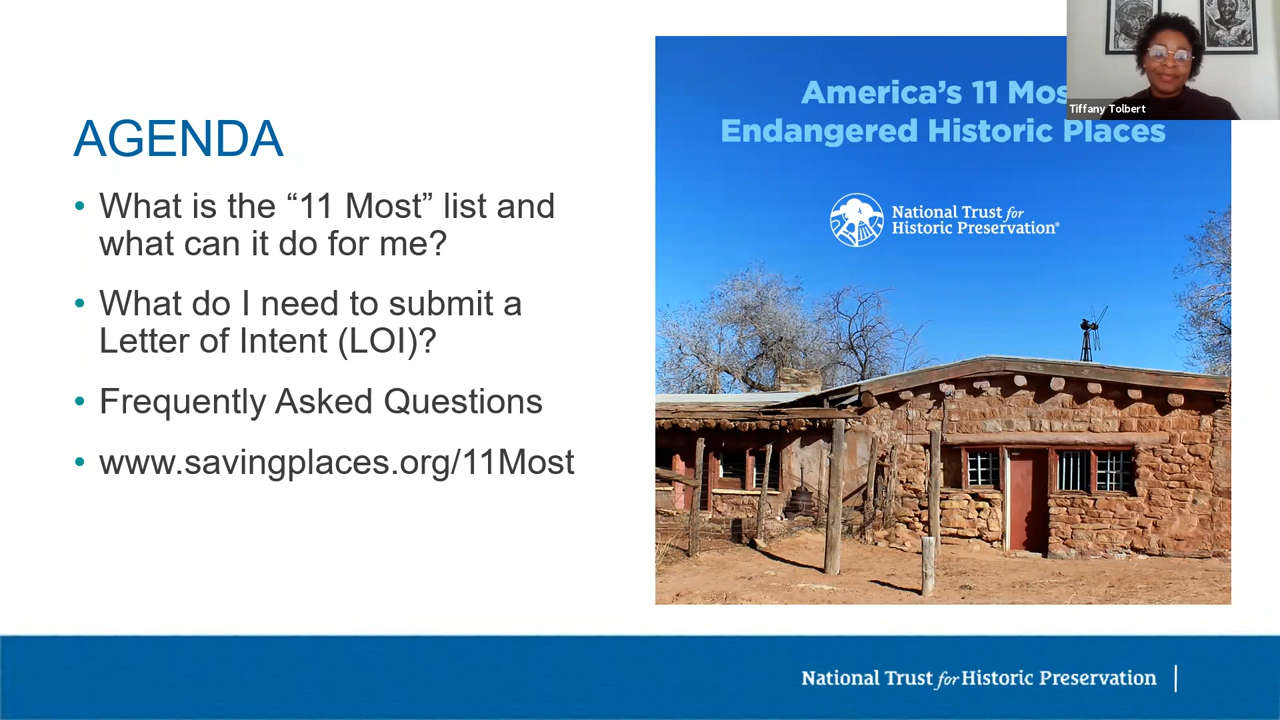 AGENDA
• What is the “11 Most” list and
what can it do for me?
• What do I need to submit a
Letter of Intent (LOI)?
• Frequently Asked Questions
• www.savingplaces.org/11Most
America’s 11 Mos
Endangered Historic Places
National Trust for
Historic Preservation®
Tiffany Tolbert
National Trust for Historic Preservation |